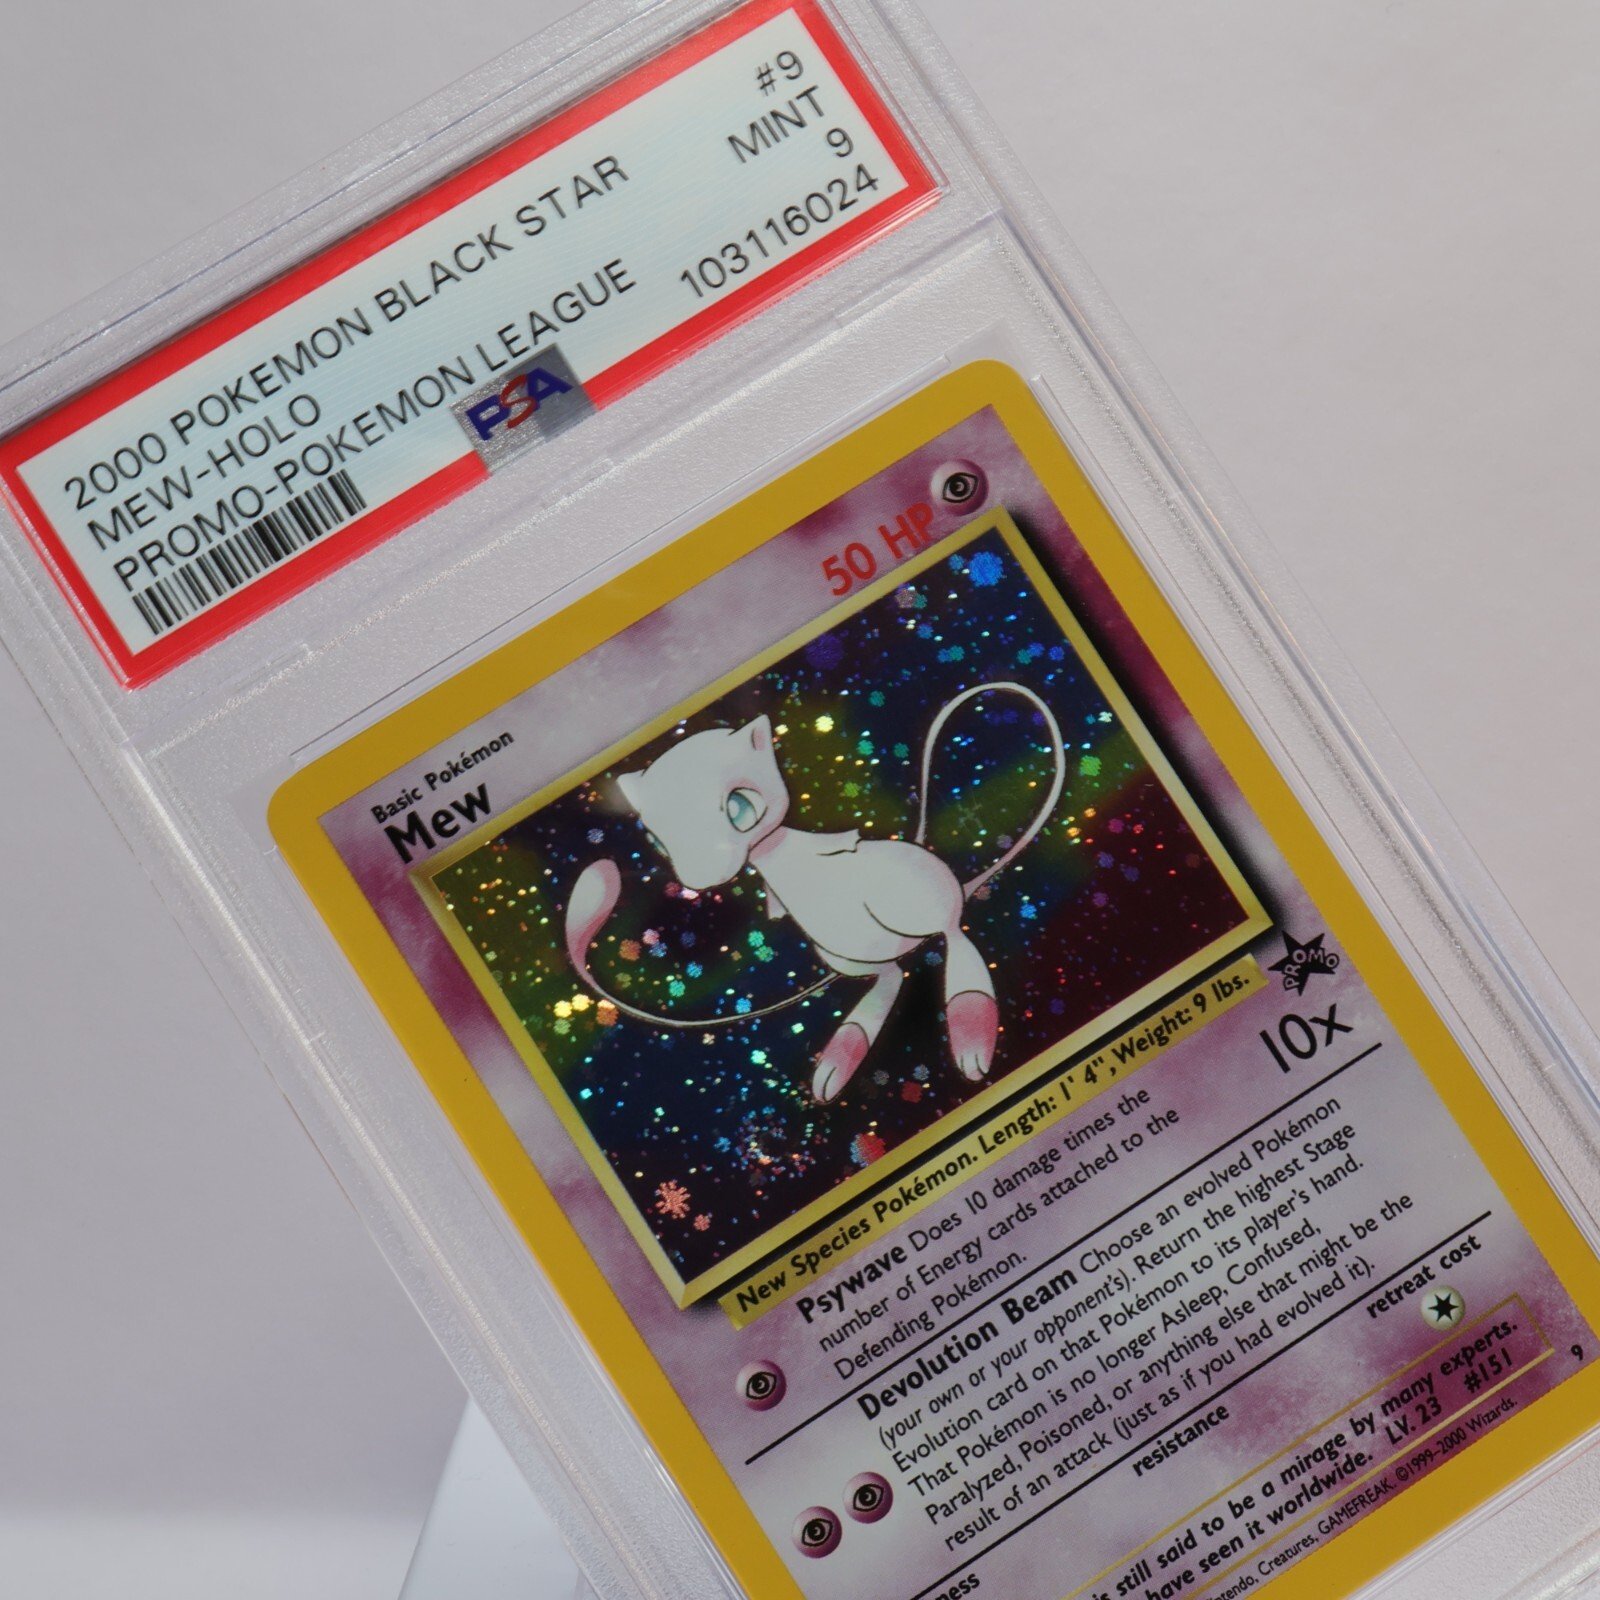 2000 POKEMON BLACK STAR
MEW-HOLO
PROMO-POKEMON LEAGUE
#9
MINT
9
103116024
PSA
Basic Pokémon
Mew
50 HP
PROMO
New Species Pokémon. Length: 1' 4", Weight: 9 lbs.
Psywave Does 10 damage times the
number of Energy cards attached to the
Defending Pokémon.
10x
Devolution Beam Choose an evolved Pokémon
(your own or your opponent's). Return the highest Stage
Evolution card on that Pokémon to its player's hand.
That Pokémon is no longer Asleep, Confused,
Paralyzed, Poisoned, or anything else that might be the
result of an attack (just as if you had evolved it).
resistance
retreat cost
is still said to be a mirage by many experts.
have seen it worldwide. LV. 23 #151
Creatures, GAMEFREAK. ©1999-2000 Wizards.
9